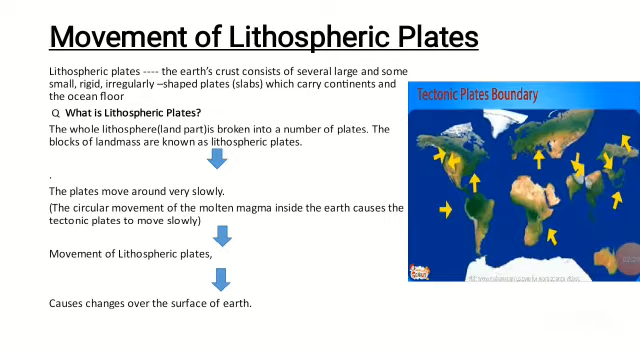 Movement of Lithospheric Plates
Lithospheric plates ---- the earth's crust consists of several large and some
small, rigid, irregularly –shaped plates (slabs) which carry continents and
the ocean floor
Q What is Lithospheric Plates?
The whole lithosphere(land part)is broken into a number of plates. The
blocks of landmass are known as lithospheric plates.
.
The plates move around very slowly.
(The circular movement of the molten magma inside the earth causes the
tectonic plates to move slowly)
Movement of Lithospheric plates,
Causes changes over the surface of earth.
Tectonic Plates Boundary